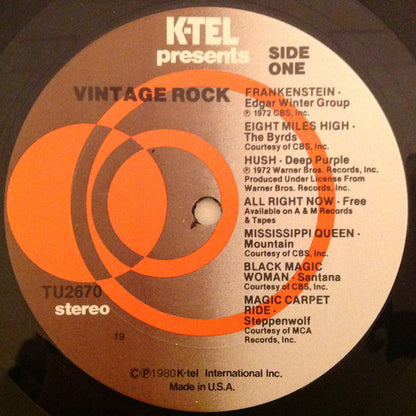 K-TEL
presents
SIDE
ONE
VINTAGE ROCK
FRANKENSTEIN -
Edgar Winter Group
Ⓟ 1972 CBS, Inc.
EIGHT MILES HIGH -
The Byrds
Courtesy of CBS, Inc.
HUSH - Deep Purple
Ⓟ 1972 Warner Bros. Records, Inc.
Produced Under License From
Warner Bros. Records, Inc.
ALL RIGHT NOW - Free
Available on A & M Records
& Tapes
MISSISSIPPI QUEEN -
Mountain
Courtesy of CBS, Inc.
BLACK MAGIC
WOMAN - Santana
Courtesy of CBS, Inc.
MAGIC CARPET
RIDE -
Steppenwolf
Courtesy of MCA
Records, Inc.
TU2670
stereo
19
©Ⓟ1980 K-tel International Inc.
Made in U.S.A.